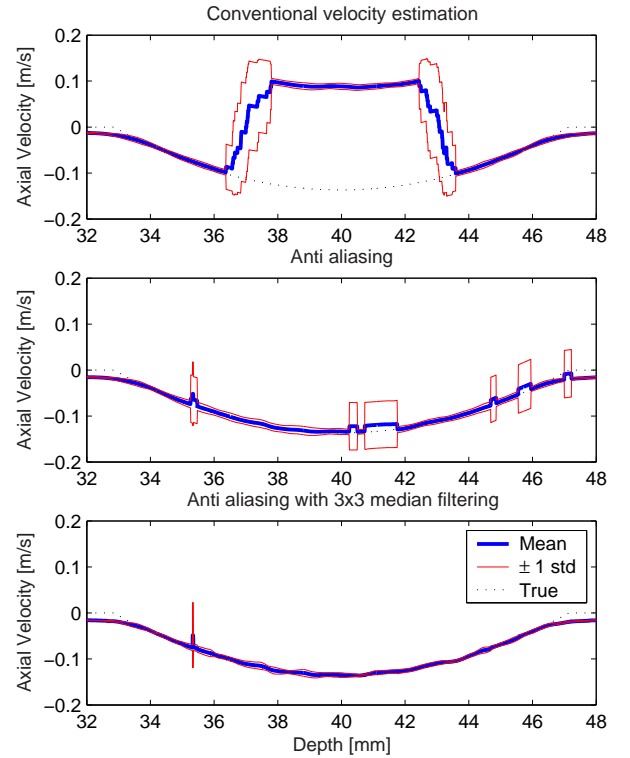 Conventional velocity estimation
Axial Velocity [m/s]
0.2
0.1
0
−0.1
−0.2
32 34 36 38 40 42 44 46 48
Anti aliasing
Axial Velocity [m/s]
0.2
0.1
0
−0.1
−0.2
32 34 36 38 40 42 44 46 48
Anti aliasing with 3x3 median filtering
Axial Velocity [m/s]
0.2
0.1
0
−0.1
−0.2
Mean
± 1 std
True
32 34 36 38 40 42 44 46 48
Depth [mm]